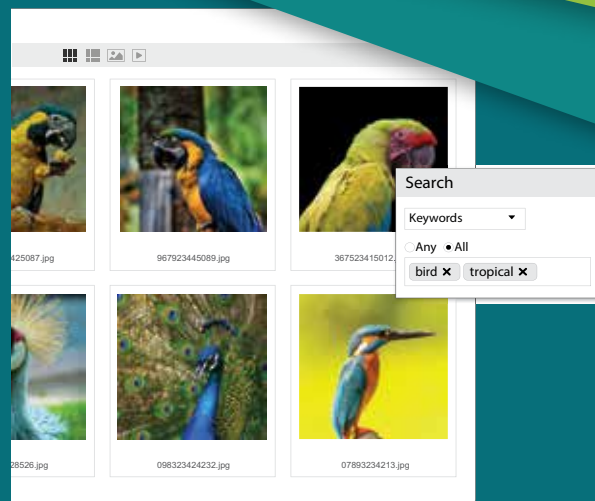 Search
Keywords
Any All
bird × tropical ×
425087.jpg
967923445089.jpg
367523415012.
28526.jpg
098323424232.jpg
07893234213.jpg